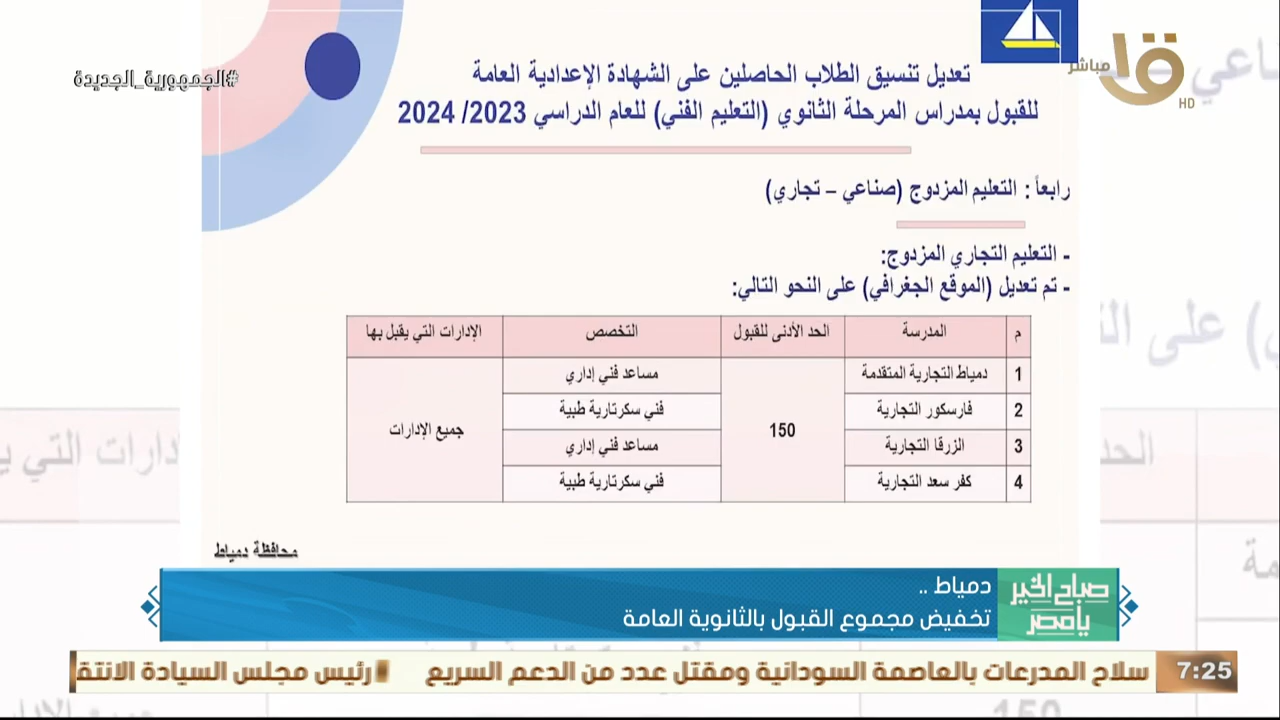 #الجمهورية_الجديدة
مباشر
HD
تعديل تنسيق الطلاب الحاصلين على الشهادة الإعدادية العامة
للقبول بمدارس المرحلة الثانوي (التعليم الفني) للعام الدراسي 2023/ 2024
رابعاً : التعليم المزدوج (صناعي – تجاري)
- التعليم التجاري المزدوج:
- تم تعديل (الموقع الجغرافي) على النحو التالي:
م المدرسة الحد الأدنى للقبول التخصص الإدارات التي يقبل بها
1 دمياط التجارية المتقدمة 150 مساعد فني إداري جميع الإدارات
2 فارسكور التجارية فني سكرتارية طبية
3 الزرقا التجارية مساعد فني إداري
4 كفر سعد التجارية فني سكرتارية طبية
محافظة دمياط
صباح الخير
يا مصر
دمياط ..
تخفيض مجموع القبول بالثانوية العامة
7:25
سلاح المدرعات بالعاصمة السودانية ومقتل عدد من الدعم السريع رئيس مجلس السيادة